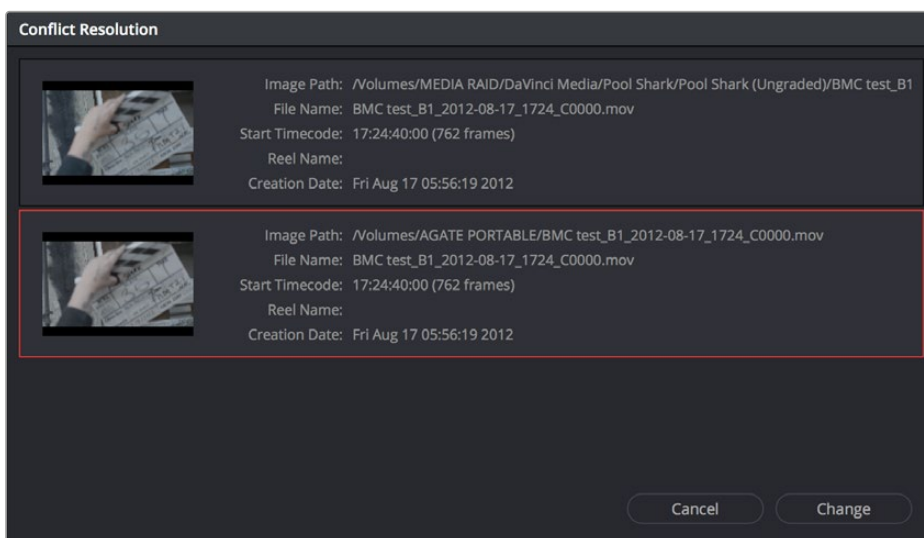 Conflict Resolution
Image Path: /Volumes/MEDIA RAID/DaVinci Media/Pool Shark/Pool Shark (Ungraded)/BMC test_B1
File Name: BMC test_B1_2012-08-17_1724_C0000.mov
Start Timecode: 17:24:40:00 (762 frames)
Reel Name:
Creation Date: Fri Aug 17 05:56:19 2012
Image Path: /Volumes/AGATE PORTABLE/BMC test_B1_2012-08-17_1724_C0000.mov
File Name: BMC test_B1_2012-08-17_1724_C0000.mov
Start Timecode: 17:24:40:00 (762 frames)
Reel Name:
Creation Date: Fri Aug 17 05:56:19 2012
Cancel Change